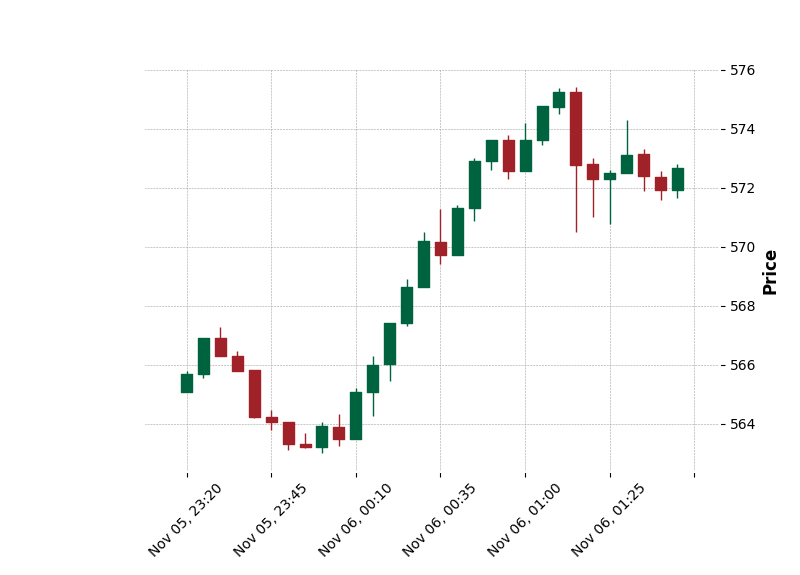 576
574
572
570
568
566
564
Price
Nov 05, 23:20
Nov 05, 23:45
Nov 06, 00:10
Nov 06, 00:35
Nov 06, 01:00
Nov 06, 01:25